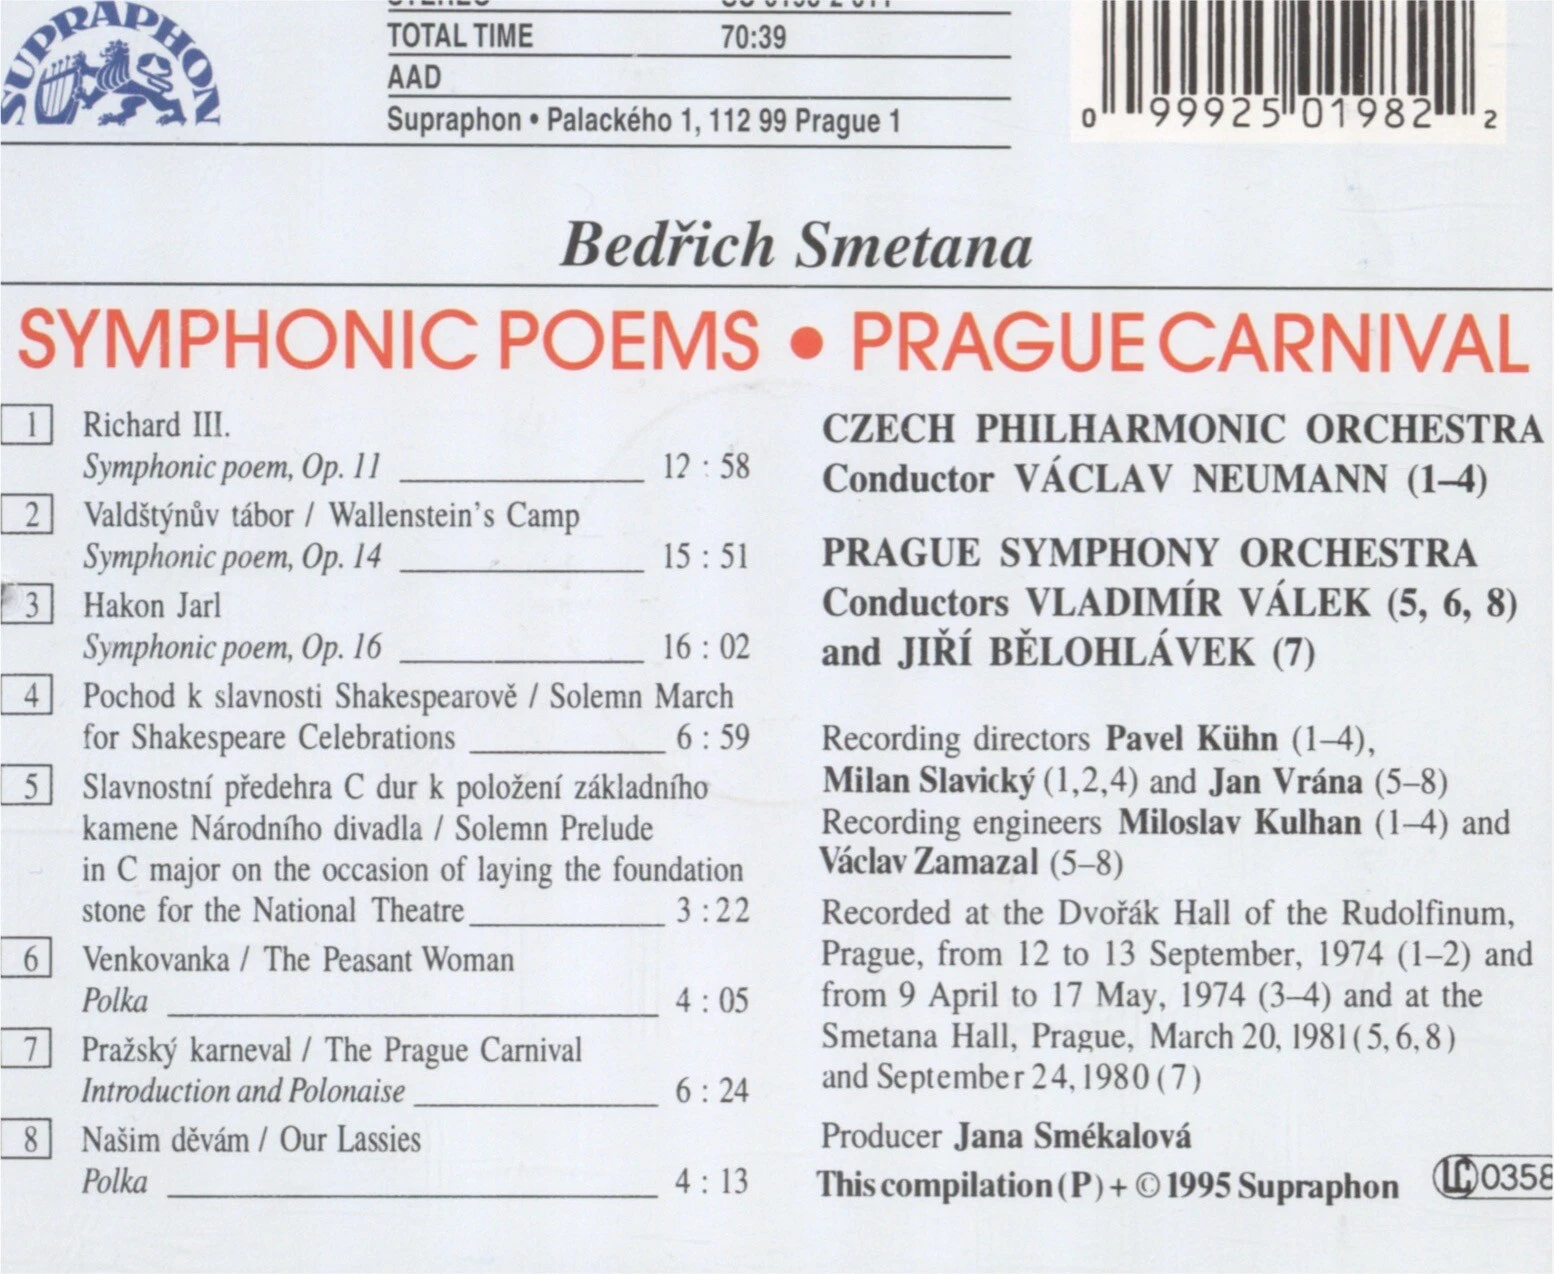 SUPRAPHON
STEREO
TOTAL TIME 70:39
AAD
Supraphon • Palackého 1, 112 99 Prague 1
0 99925 01982 2
Bedřich Smetana
SYMPHONIC POEMS • PRAGUE CARNIVAL
1 Richard III.
Symphonic poem, Op. 11 12 : 58
2 Valdštýnův tábor / Wallenstein's Camp
Symphonic poem, Op. 14 15 : 51
3 Hakon Jarl
Symphonic poem, Op. 16 16 : 02
4 Pochod k slavnosti Shakespearově / Solemn March
for Shakespeare Celebrations 6 : 59
5 Slavnostní předehra C dur k položení základního
kamene Národního divadla / Solemn Prelude
in C major on the occasion of laying the foundation
stone for the National Theatre 3 : 22
6 Venkovanka / The Peasant Woman
Polka 4 : 05
7 Pražský karneval / The Prague Carnival
Introduction and Polonaise 6 : 24
8 Našim děvám / Our Lassies
Polka 4 : 13
CZECH PHILHARMONIC ORCHESTRA
Conductor VÁCLAV NEUMANN (1–4)
PRAGUE SYMPHONY ORCHESTRA
Conductors VLADIMÍR VÁLEK (5, 6, 8)
and JIŘÍ BĚLOHLÁVEK (7)
Recording directors Pavel Kühn (1–4),
Milan Slavický (1,2,4) and Jan Vrána (5–8)
Recording engineers Miloslav Kulhan (1–4) and
Václav Zamazal (5–8)
Recorded at the Dvořák Hall of the Rudolfinum,
Prague, from 12 to 13 September, 1974 (1–2) and
from 9 April to 17 May, 1974 (3–4) and at the
Smetana Hall, Prague, March 20, 1981 (5, 6, 8)
and September 24, 1980 (7)
Producer Jana Smékalová
This compilation (P) + © 1995 Supraphon
LC 0358